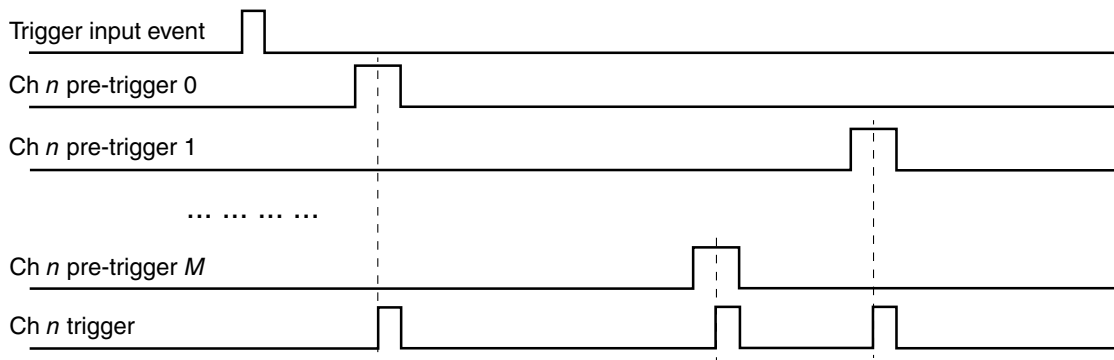 Trigger input event
Ch n pre-trigger 0
Ch n pre-trigger 1
... ... ... ...
Ch n pre-trigger M
Ch n trigger